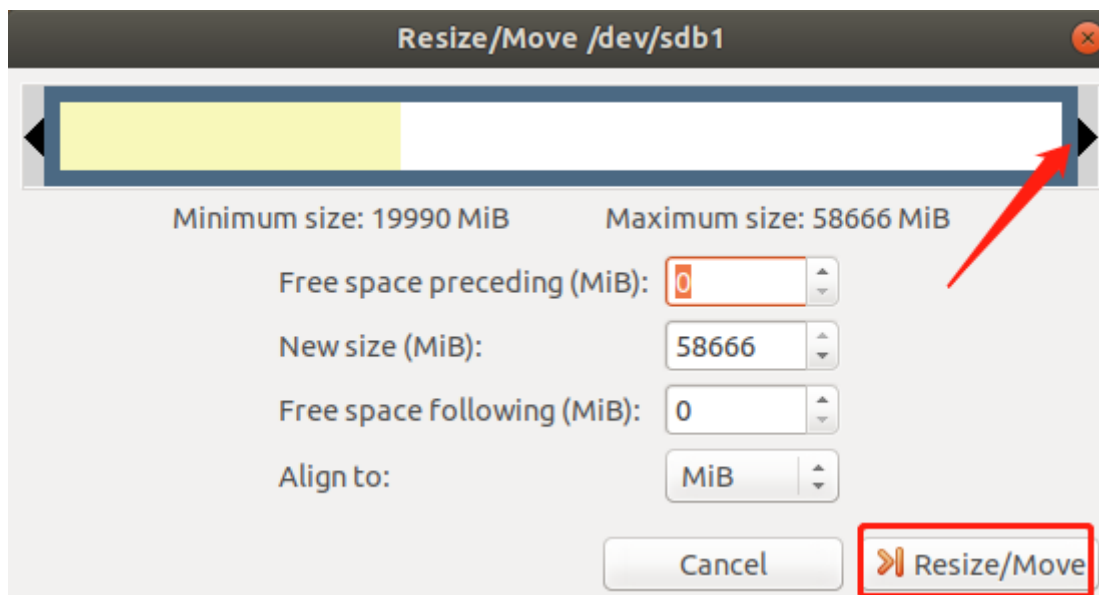 Resize/Move /dev/sdb1
Minimum size: 19990 MiB Maximum size: 58666 MiB
Free space preceding (MiB): 0
New size (MiB): 58666
Free space following (MiB): 0
Align to: MiB
Cancel Resize/Move